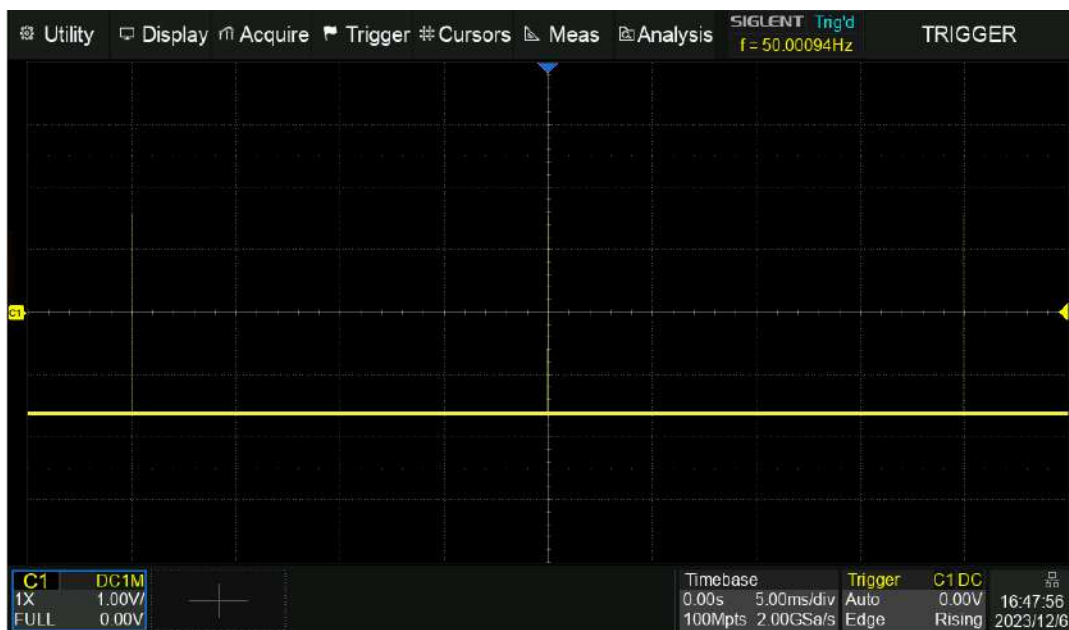 Utility Display Acquire Trigger Cursors Meas Analysis
SIGLENT Trig'd
f = 50.00094Hz
TRIGGER
C1
C1 DC1M
1X 1.00V/
FULL 0.00V
Timebase
0.00s 5.00ms/div
100Mpts 2.00GSa/s
Trigger C1 DC
Auto 0.00V
Edge Rising
16:47:56
2023/12/6